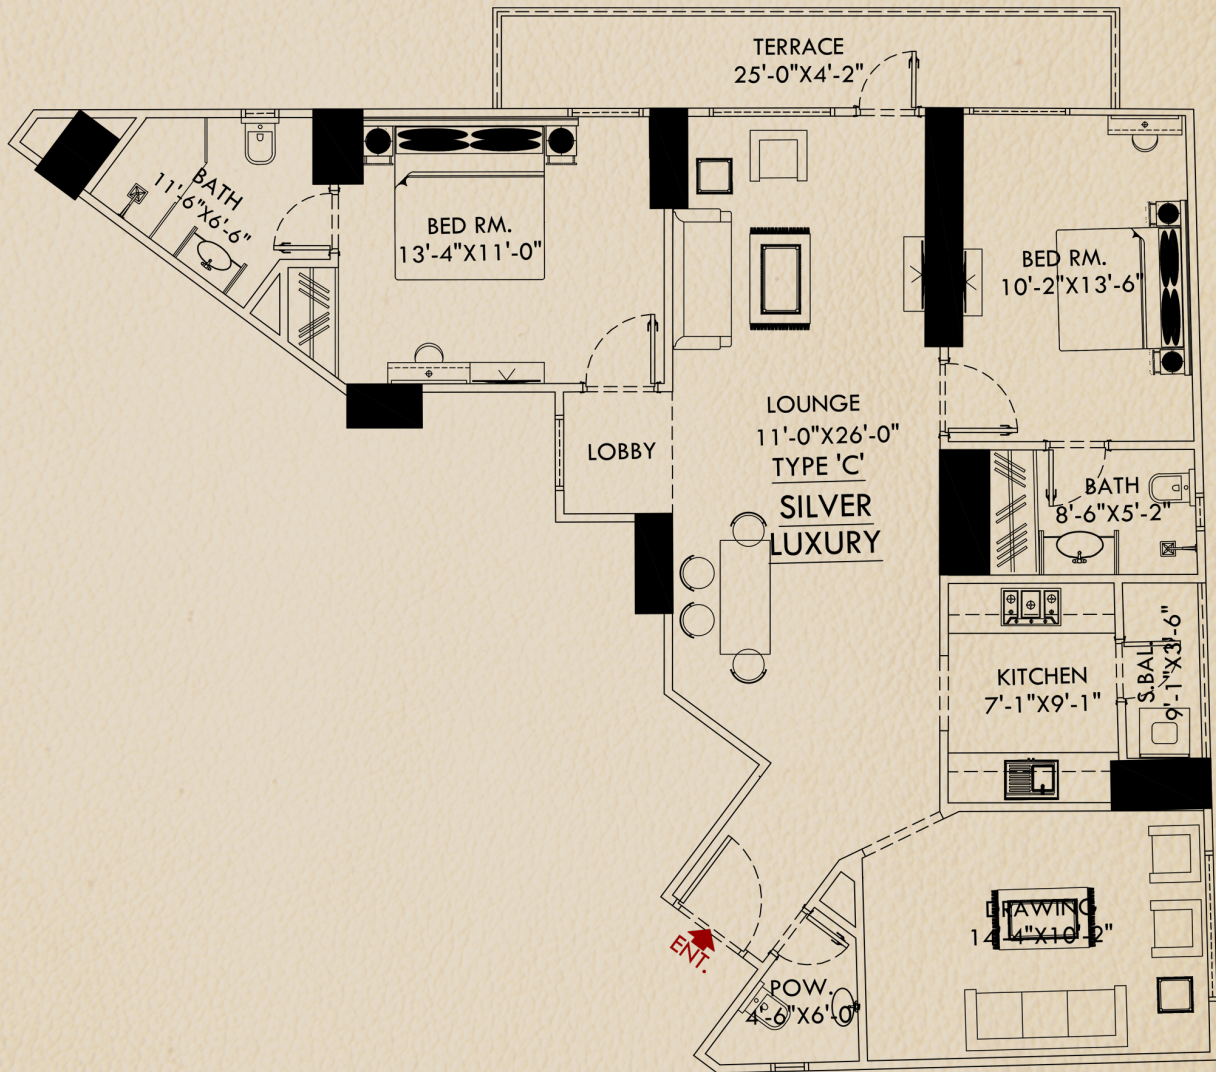 TERRACE
25'-0"X4'-2"
BATH
11'-6"X6'-6"
BED RM.
13'-4"X11'-0"
BED RM.
10'-2"X13'-6"
LOBBY
LOUNGE
11'-0"X26'-0"
TYPE 'C'
SILVER
LUXURY
BATH
8'-6"X5'-2"
KITCHEN
7'-1"X9'-1"
S.BAL.
9'-1"X3'-6"
ENT.
DRAWING
14'-4"X10'-2"
POW.
4'-6"X6'-0"